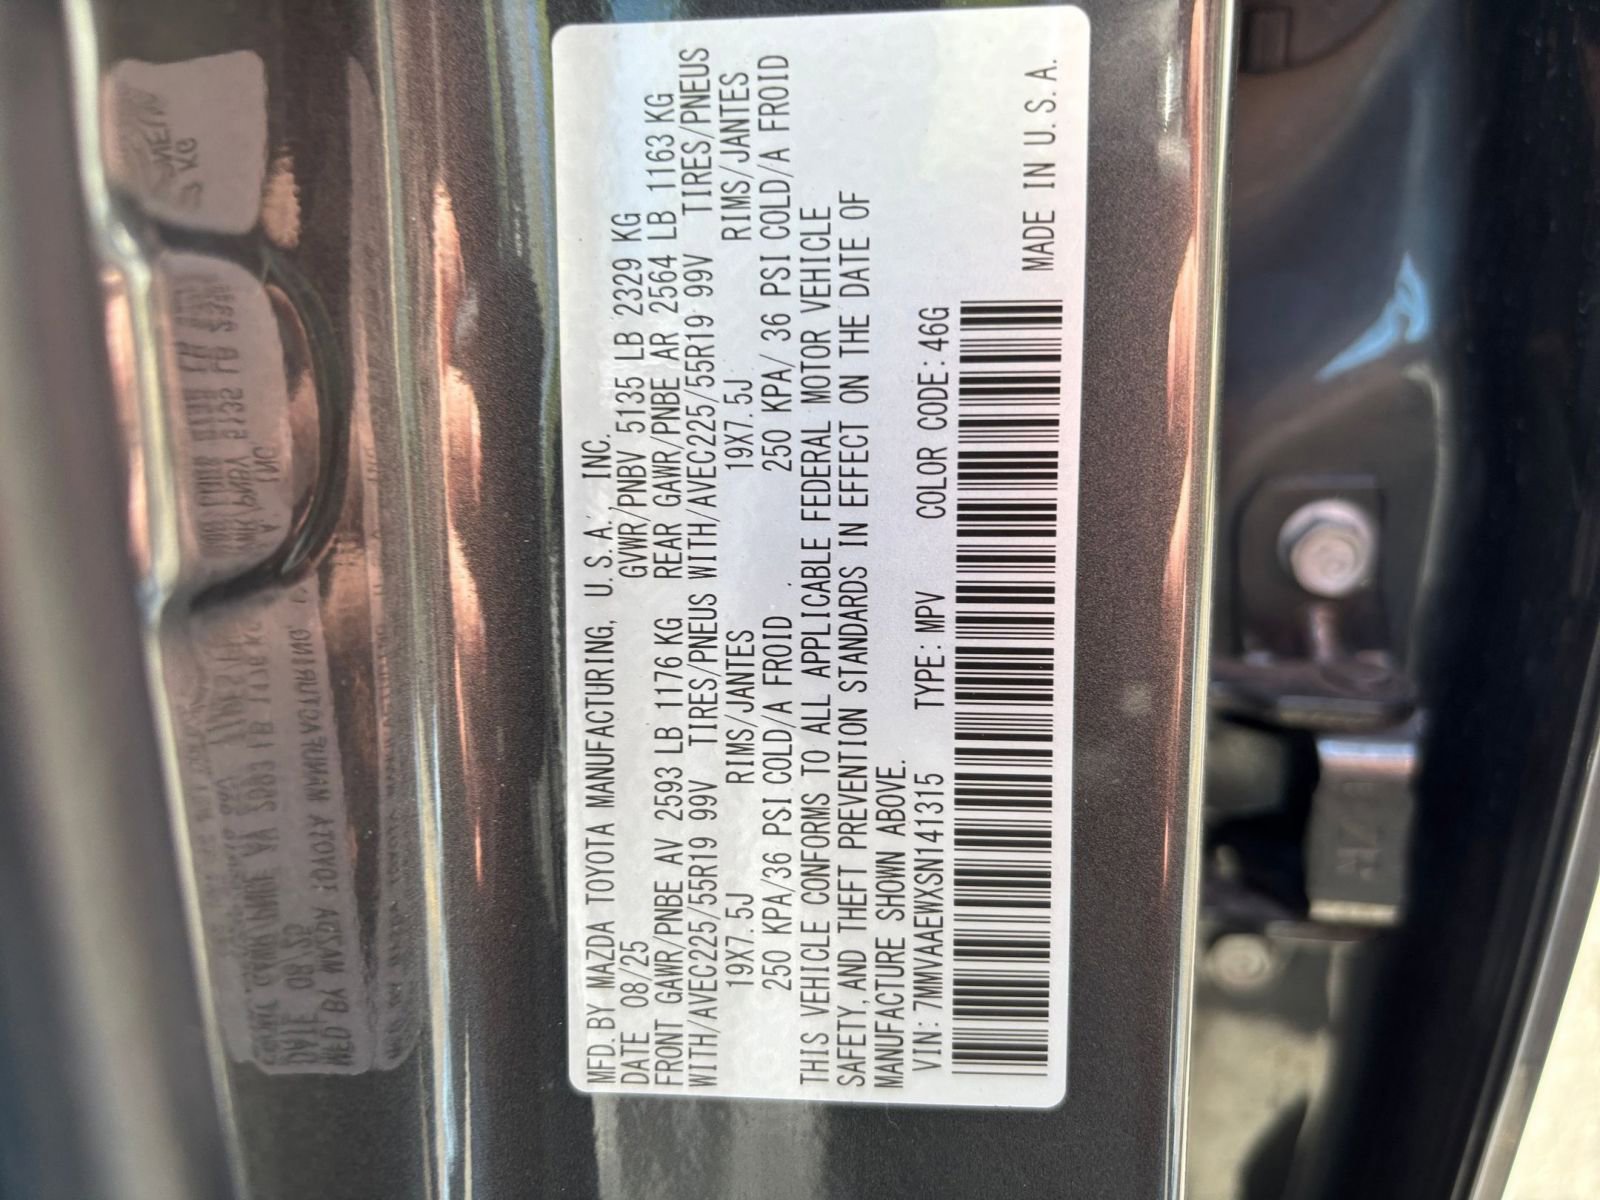 MFD. BY MAZDA TOYOTA MANUFACTURING, U. S. A., INC.
DATE 08/25 GVWR/PNBV 5135 LB 2329 KG
FRONT GAWR/PNBE AV 2593 LB 1176 KG REAR GAWR/PNBE AR 2564 LB 1163 KG
WITH/AVEC225/55R19 99V TIRES/PNEUS WITH/AVEC225/55R19 99V TIRES/PNEUS
19X7.5J RIMS/JANTES 19X7.5J RIMS/JANTES
250 KPA/36 PSI COLD/A FROID. 250 KPA/ 36 PSI COLD/A FROID
THIS VEHICLE CONFORMS TO ALL APPLICABLE FEDERAL MOTOR VEHICLE
SAFETY, AND THEFT PREVENTION STANDARDS IN EFFECT ON THE DATE OF
MANUFACTURE SHOWN ABOVE.
VIN: 7MMVAAEWXSN141315 TYPE: MPV COLOR CODE: 46G
MADE IN U. S. A.